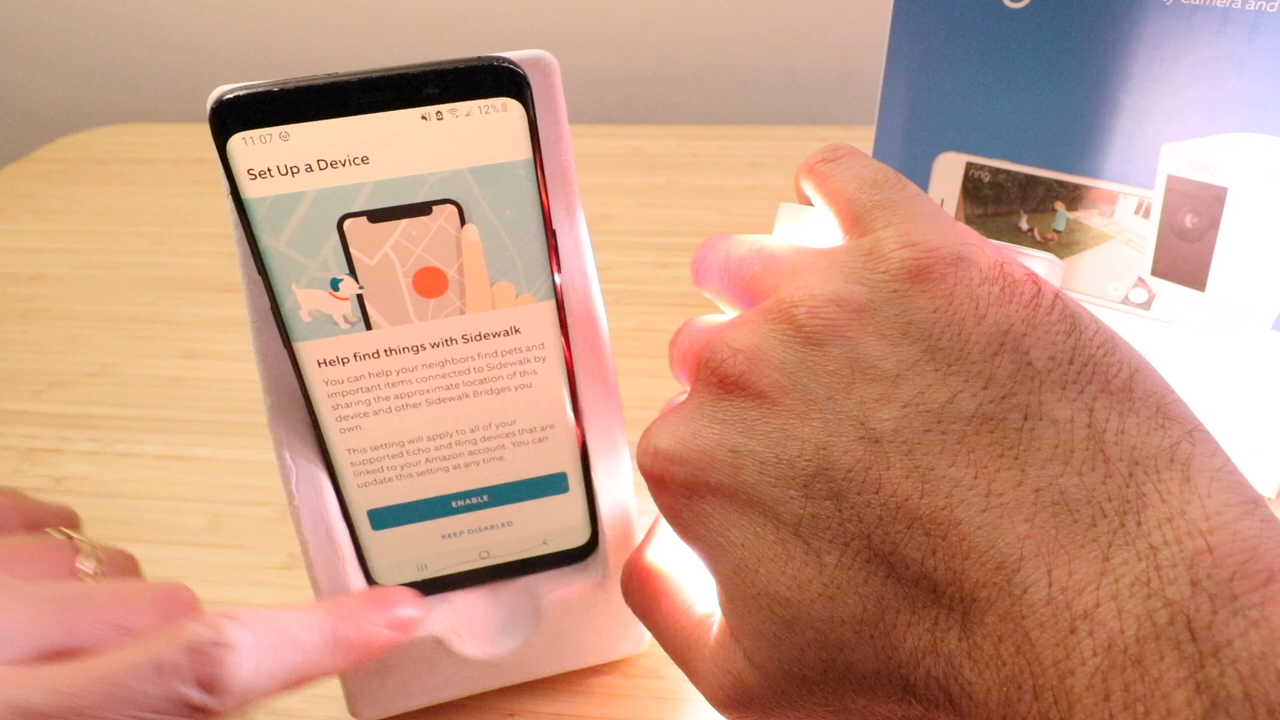 11:07
12%
Set Up a Device
Help find things with Sidewalk
You can help your neighbors find pets and
important items connected to Sidewalk by
sharing the approximate location of this
device and other Sidewalk Bridges you
own.
This setting will apply to all of your
supported Echo and Ring devices that are
linked to your Amazon account. You can
update this setting at any time.
ENABLE
KEEP DISABLED
Camera and
ring
ring